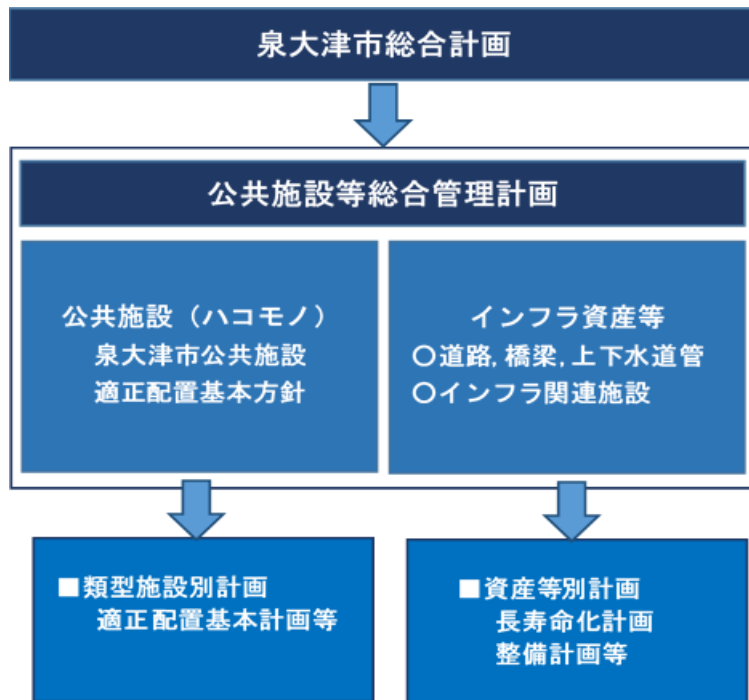 泉大津市総合計画
公共施設等総合管理計画
公共施設（ハコモノ）
泉大津市公共施設
適正配置基本方針
インフラ資産等
〇道路,橋梁,上下水道管
〇インフラ関連施設
■類型施設別計画
適正配置基本計画等
■資産等別計画
長寿命化計画
整備計画等